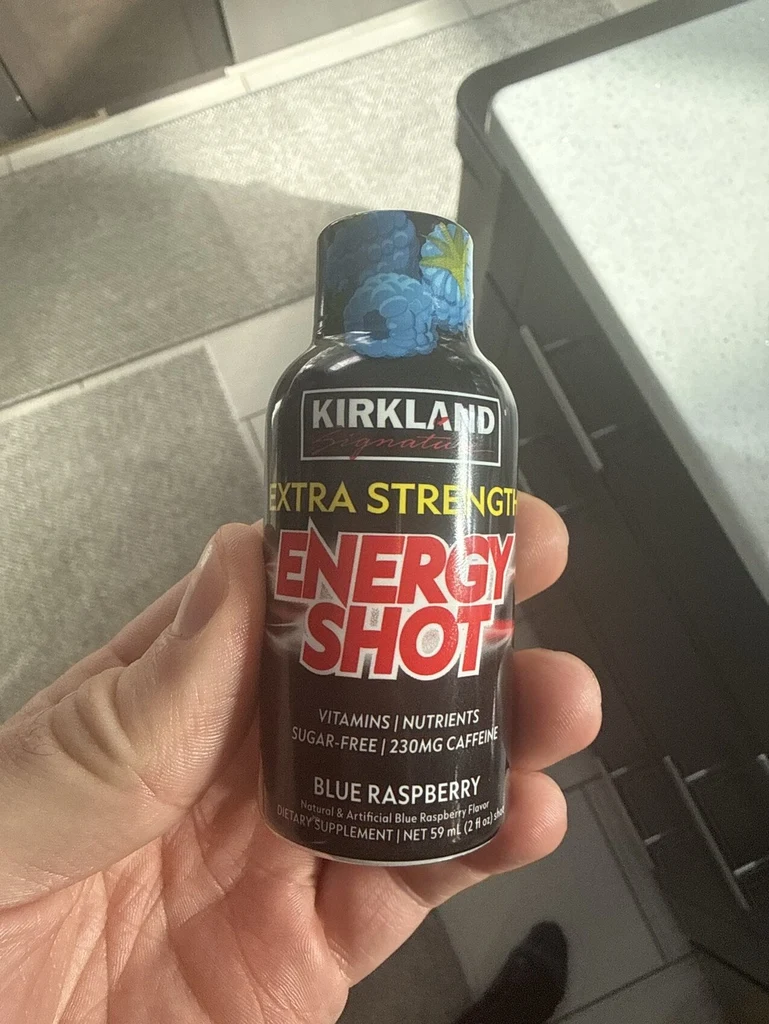 KIRKLAND
Signature
EXTRA STRENGTH
ENERGY
SHOT
VITAMINS | NUTRIENTS
SUGAR-FREE | 230MG CAFFEINE
BLUE RASPBERRY
Natural & Artificial Blue Raspberry Flavor
DIETARY SUPPLEMENT | NET 59 mL (2 fl oz) shot